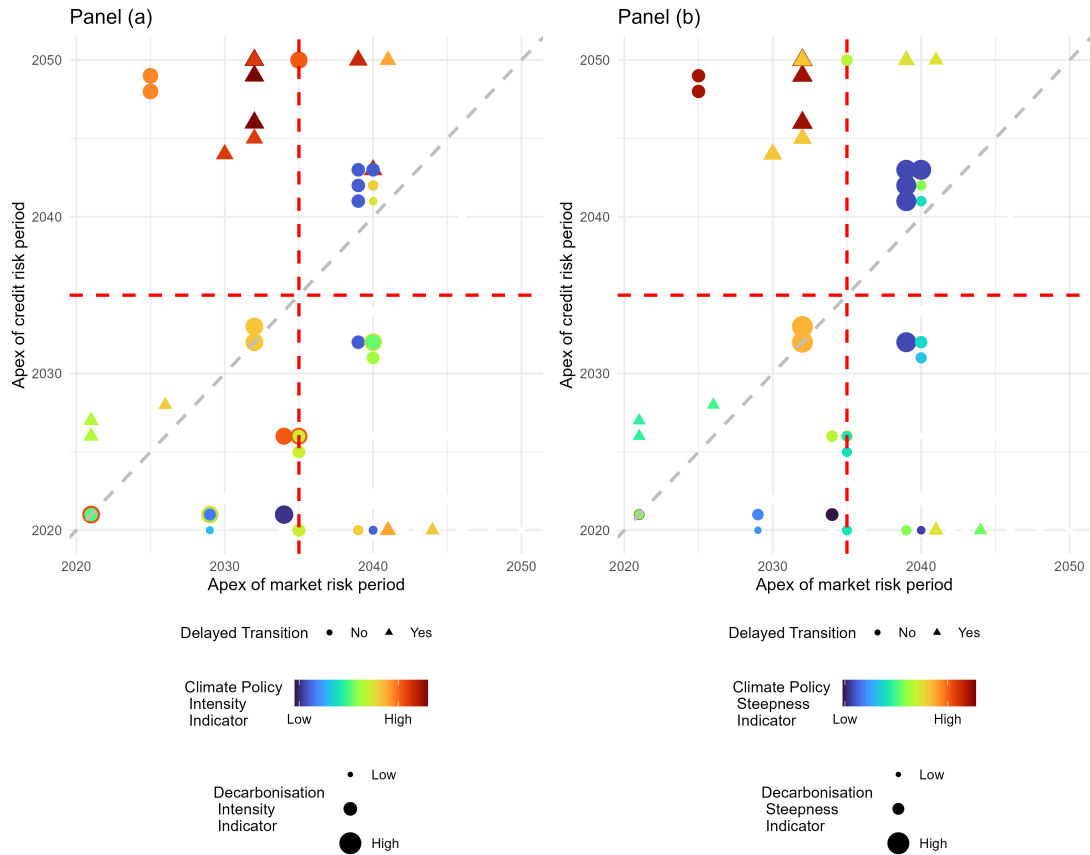 Panel (a)
2050
2040
2030
2020
Apex of credit risk period
2020
2030
2040
2050
Apex of market risk period
Delayed Transition
No
Yes
Climate Policy
Intensity
Indicator
Low
High
Decarbonisation
Intensity
Indicator
Low
High
Panel (b)
2050
2040
2030
2020
Apex of credit risk period
2020
2030
2040
2050
Apex of market risk period
Delayed Transition
No
Yes
Climate Policy
Steepness
Indicator
Low
High
Decarbonisation
Steepness
Indicator
Low
High